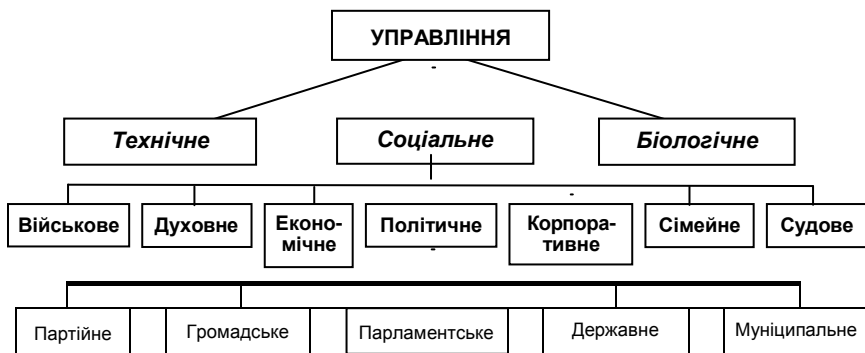 УПРАВЛІННЯ
Технічне Соціальне Біологічне
Військове Духовне Еконо- Політичне Корпора- Сімейне Судове
мічне тивне
Партійне Громадське Парламентське Державне Муніципальне